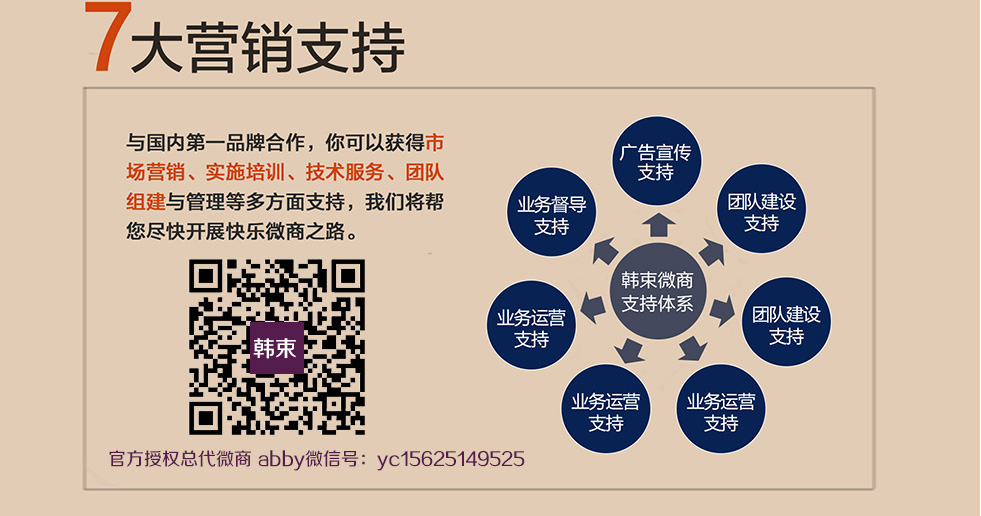 7大营销支持
与国内第一品牌合作，你可以获得市
场营销、实施培训、技术服务、团队
组建与管理等多方面支持，我们将帮
您尽快开展快乐微商之路。
韩束
官方授权总代微商 abby微信号：yc15625149525
广告宣传
支持
业务督导
支持
团队建设
支持
韩束微商
支持体系
业务运营
支持
团队建设
支持
业务运营
支持
业务运营
支持